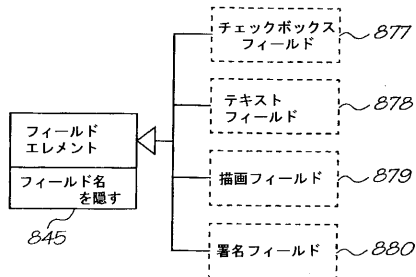 チェックボックス
フィールド
877
テキスト
フィールド
878
フィールド
エレメント
フィールド名
を隠す
845
描画フィールド
879
署名フィールド
880